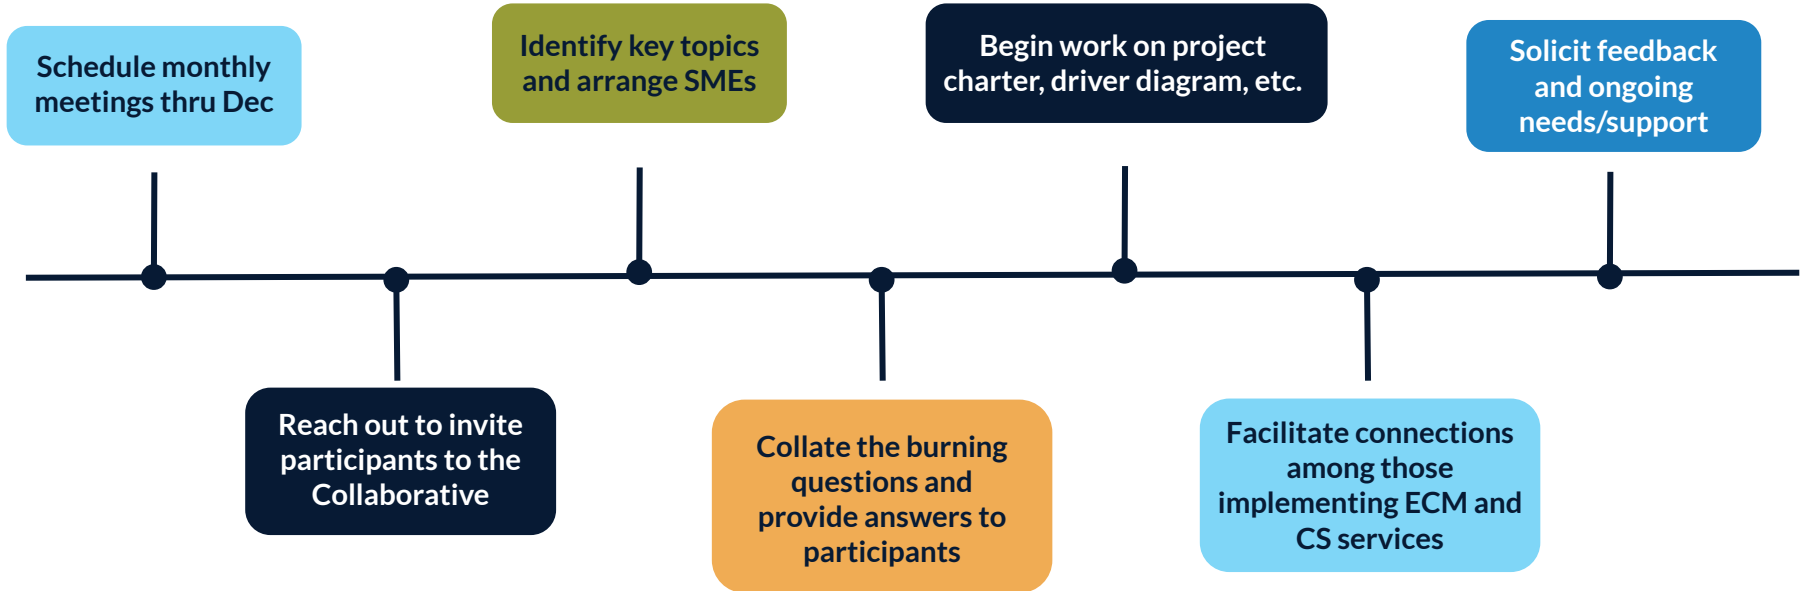 Schedule monthly
meetings thru Dec
Reach out to invite
participants to the
Collaborative
Identify key topics
and arrange SMEs
Collate the burning
questions and
provide answers to
participants
Begin work on project
charter, driver diagram, etc.
Facilitate connections
among those
implementing ECM and
CS services
Solicit feedback
and ongoing
needs/support